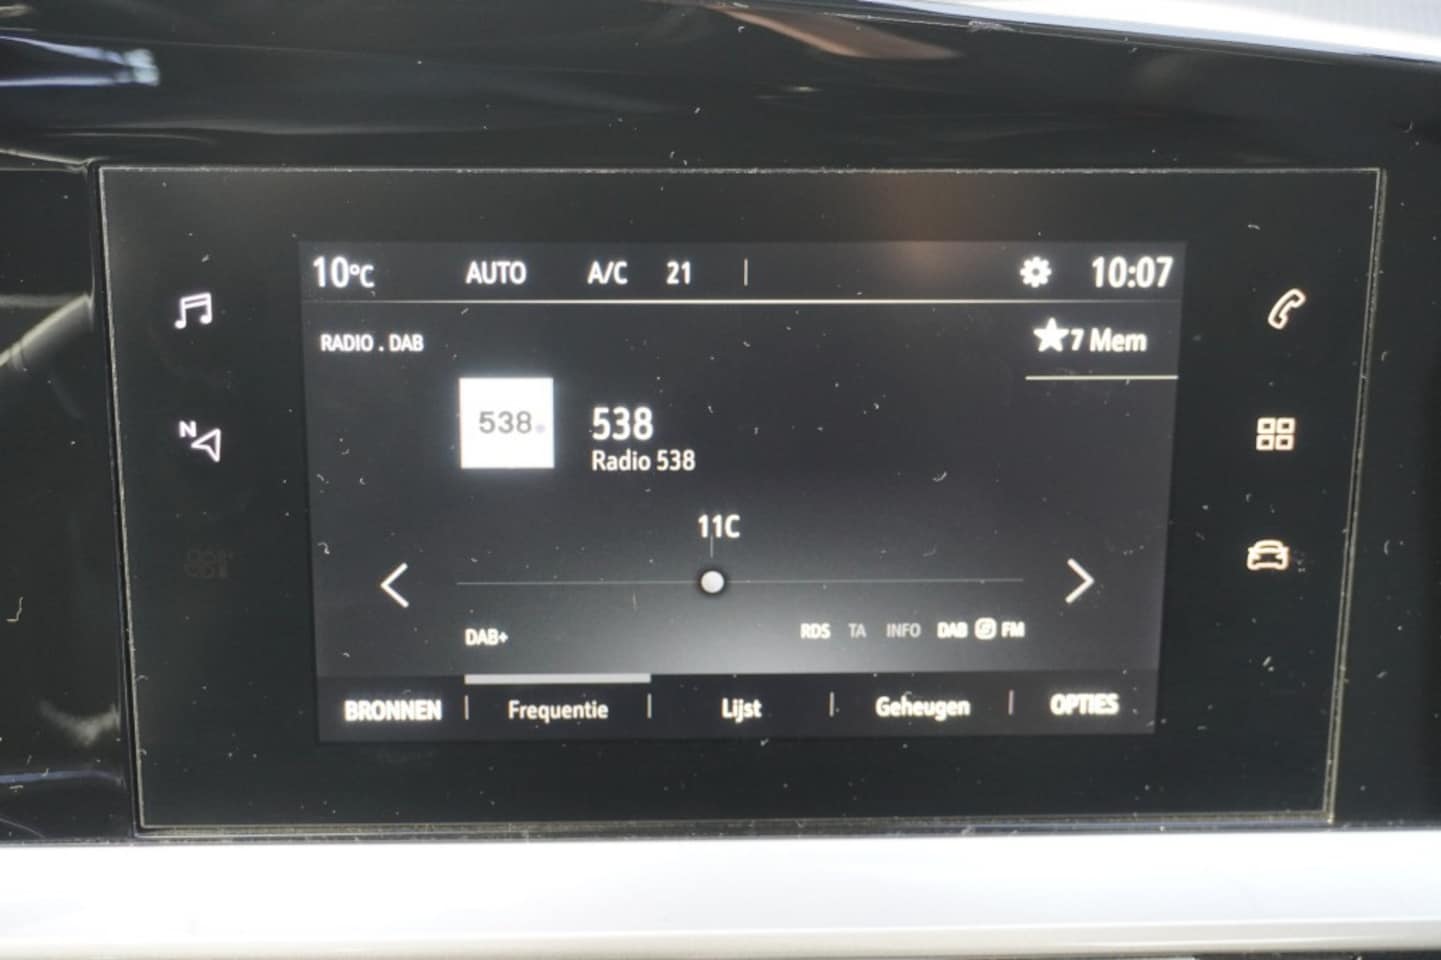 10°C AUTO A/C 21 10:07
RADIO . DAB
7 Mem
538
538
Radio 538
N
11C
DAB+
RDS TA INFO DAB FM
BRONNEN Frequentie Lijst Geheugen OPTIES